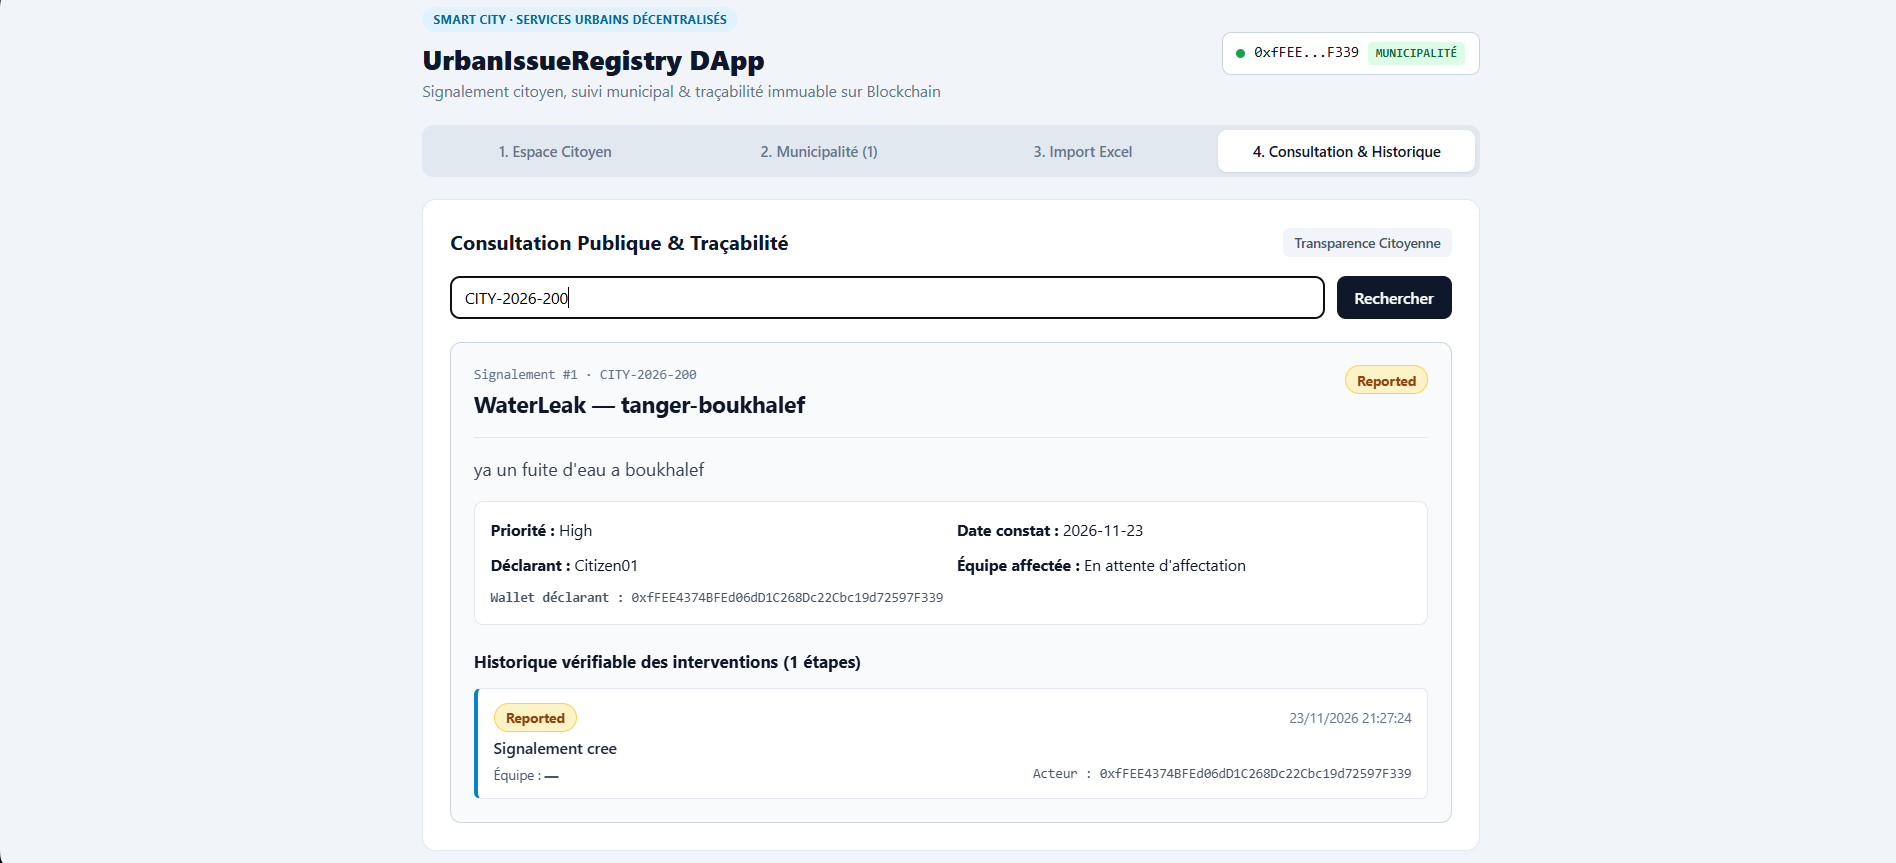 SMART CITY · SERVICES URBAINS DÉCENTRALISÉS
UrbanIssueRegistry DApp
Signalement citoyen, suivi municipal & traçabilité immuable sur Blockchain
0xfFEE...F339 MUNICIPALITÉ
1. Espace Citoyen
2. Municipalité (1)
3. Import Excel
4. Consultation & Historique
Consultation Publique & Traçabilité
Transparence Citoyenne
CITY-2026-200
Rechercher
Signalement #1 · CITY-2026-200
Reported
WaterLeak — tanger-boukhalef
ya un fuite d'eau a boukhalef
Priorité : High
Date constat : 2026-11-23
Déclarant : Citizen01
Équipe affectée : En attente d'affectation
Wallet déclarant : 0xfFEE4374BFEd06dD1C268Dc22Cbc19d72597F339
Historique vérifiable des interventions (1 étapes)
Reported
23/11/2026 21:27:24
Signalement cree
Équipe : —
Acteur : 0xfFEE4374BFEd06dD1C268Dc22Cbc19d72597F339